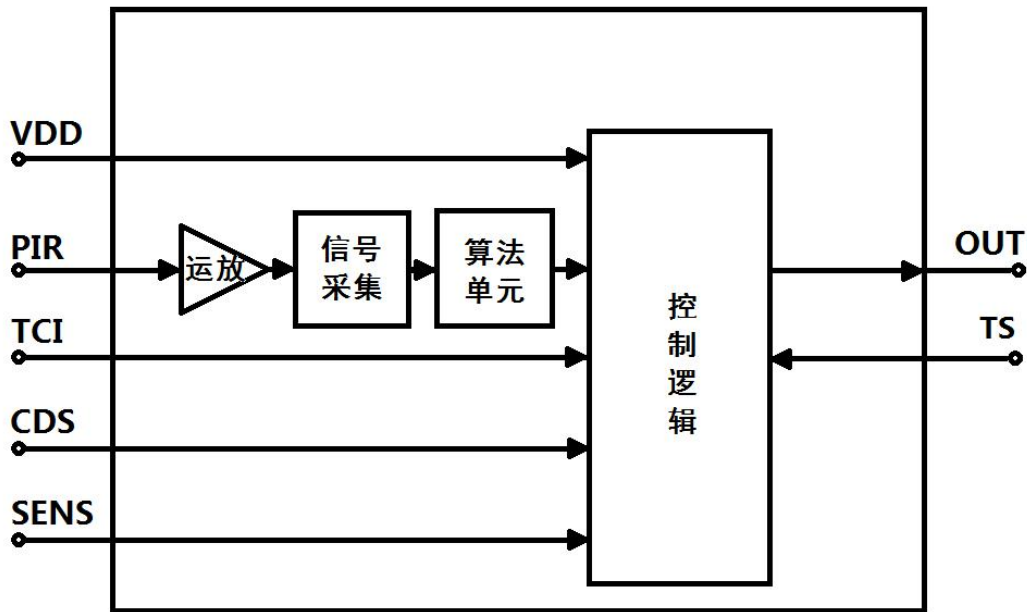 VDD
PIR
运放
信号
采集
算法
单元
控
制
逻
辑
OUT
TS
TCI
CDS
SENS